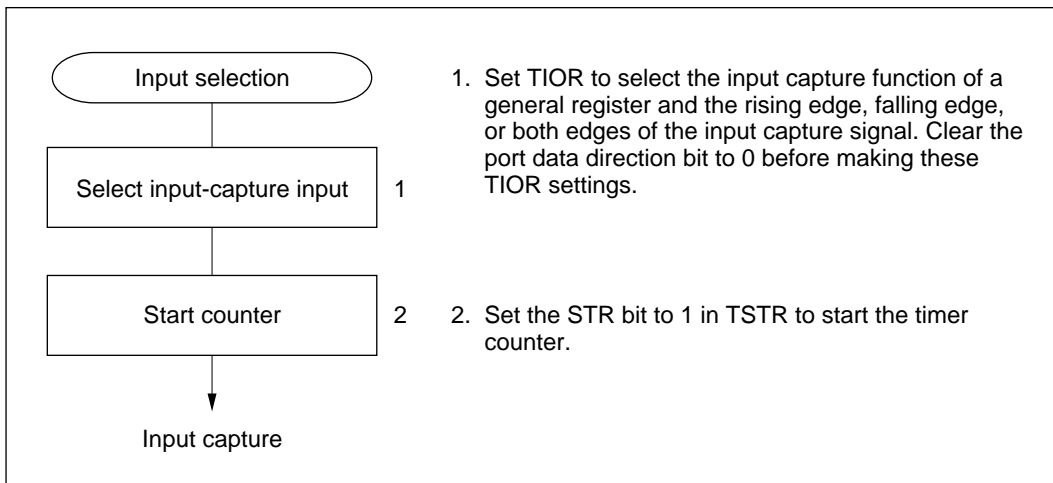 Input selection
Select input-capture input 1
Start counter 2
Input capture
1. Set TIOR to select the input capture function of a
general register and the rising edge, falling edge,
or both edges of the input capture signal. Clear the
port data direction bit to 0 before making these
TIOR settings.
2. Set the STR bit to 1 in TSTR to start the timer
counter.